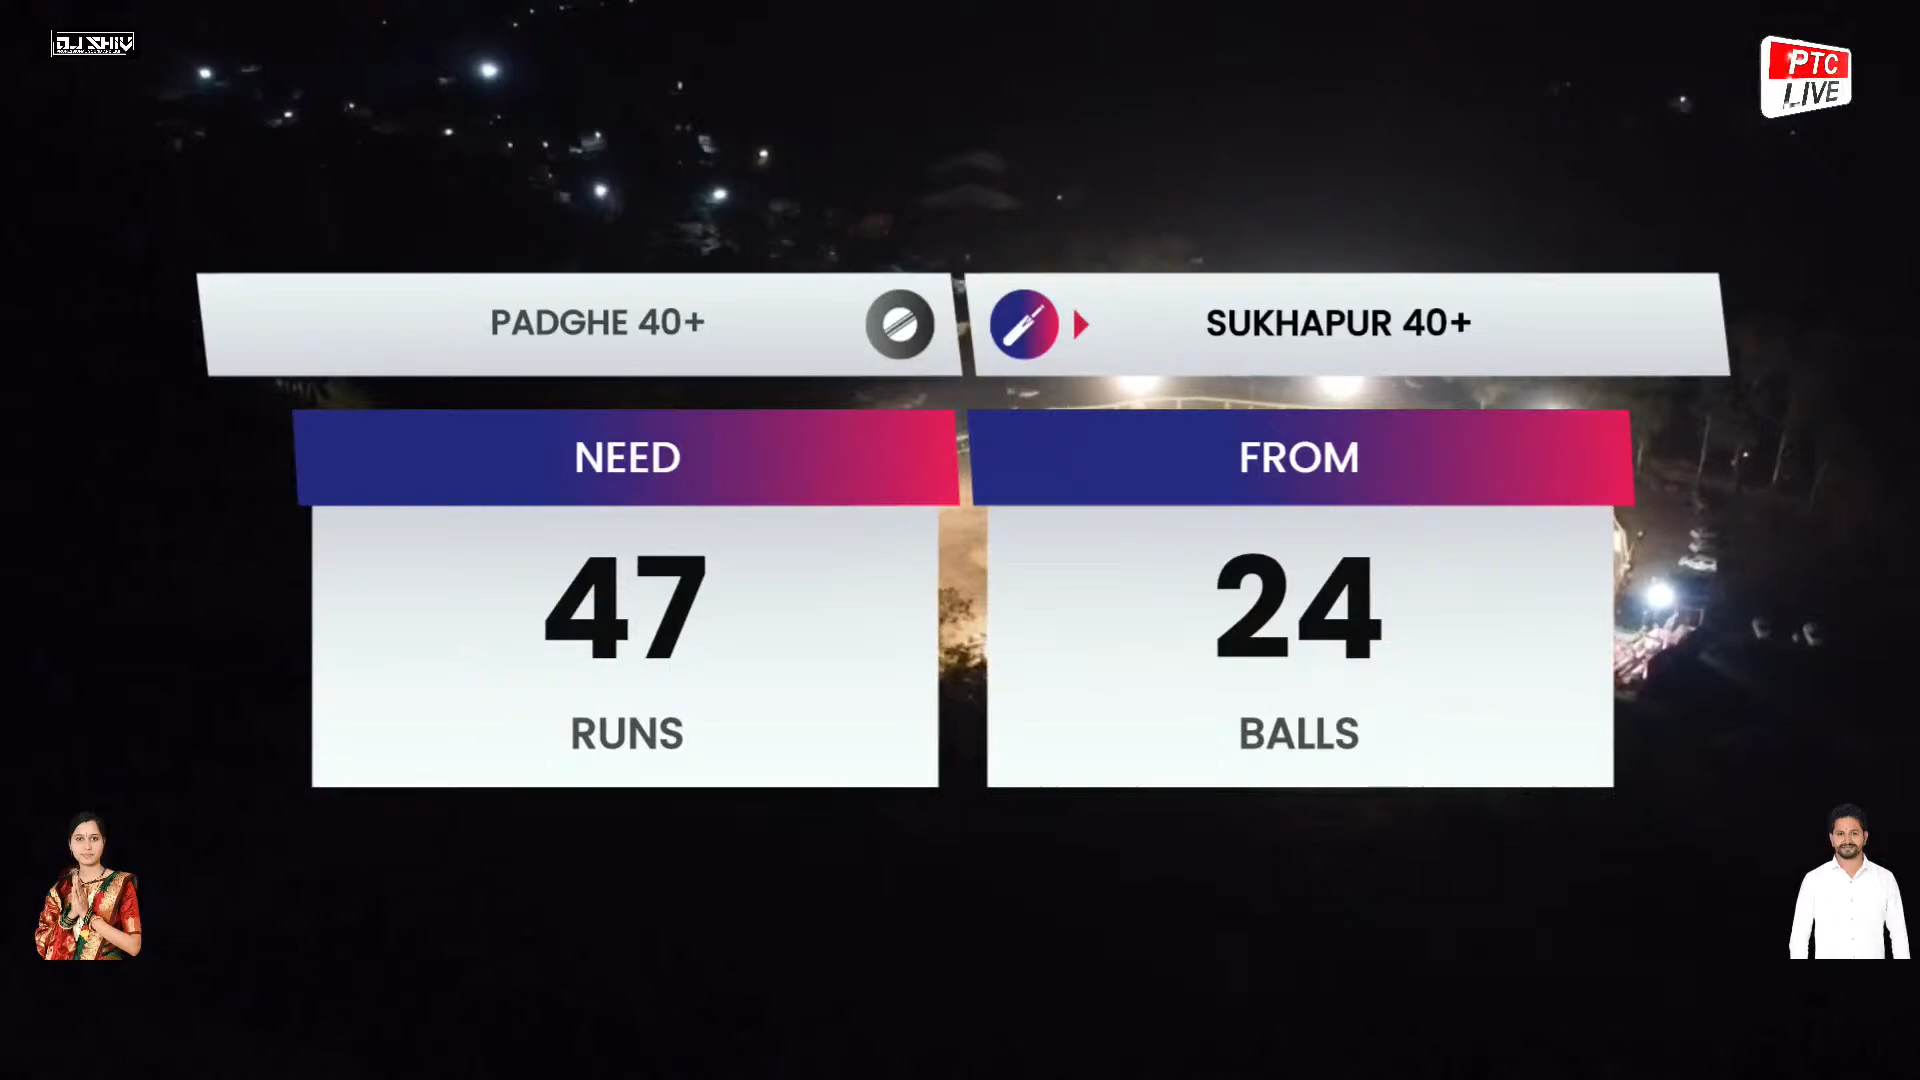 DJ SHIV
PTC
LIVE
PADGHE 40+
SUKHAPUR 40+
NEED
FROM
47
24
RUNS
BALLS